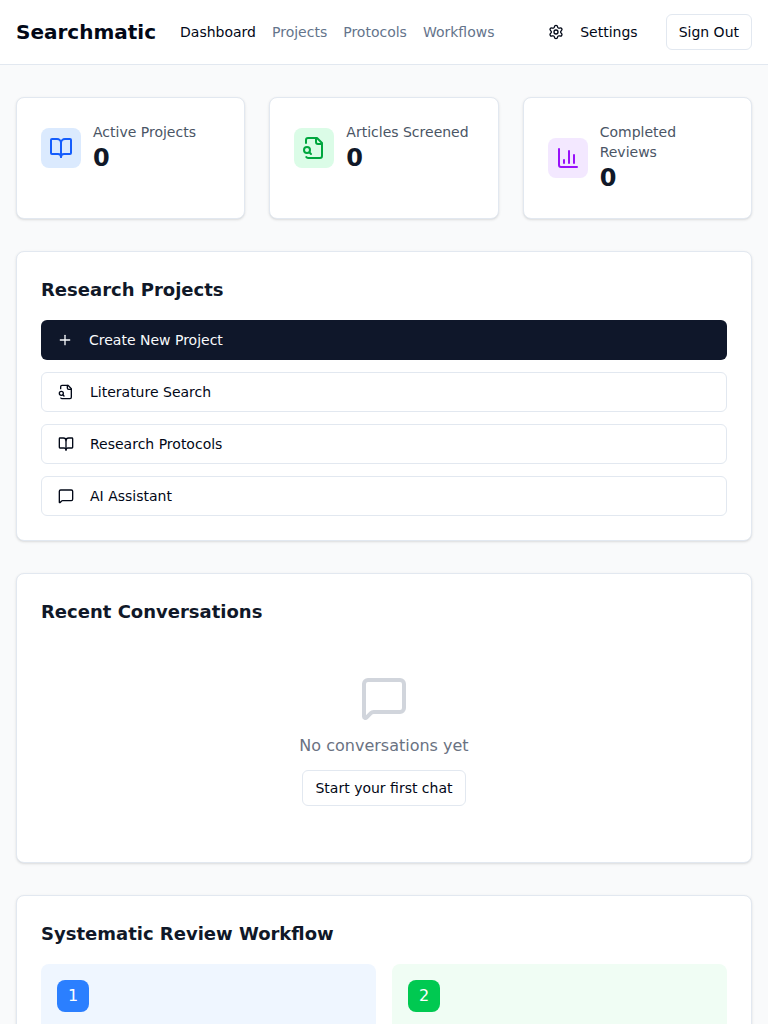 Searchmatic Dashboard Projects Protocols Workflows Settings Sign Out
Active Projects
0
Articles Screened
0
Completed
Reviews
0
Research Projects
Create New Project
Literature Search
Research Protocols
AI Assistant
Recent Conversations
No conversations yet
Start your first chat
Systematic Review Workflow
1
2